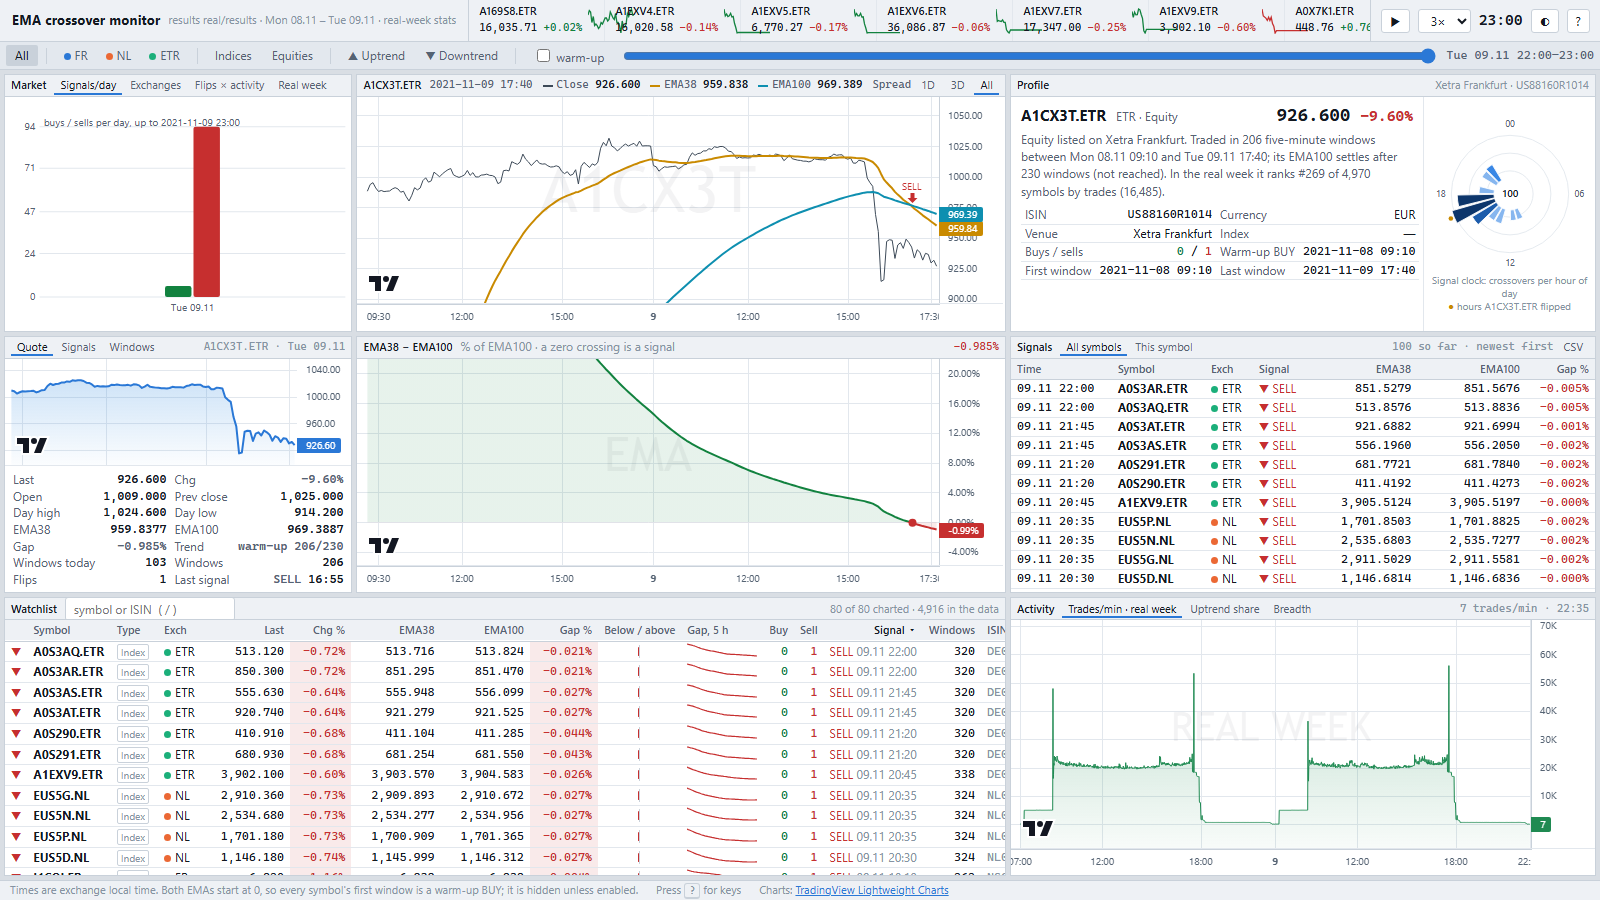 EMA crossover monitor results real/results · Mon 08.11 – Tue 09.11 · real-week stats
A169S8.ETR A1EXV4.ETR A1EXV5.ETR A1EXV6.ETR A1EXV7.ETR A1EXV9.ETR A0X7K1.ETR
16,035.71 +0.02% 16,020.58 −0.14% 6,770.27 −0.17% 36,086.87 −0.06% 17,347.00 −0.25% 3,902.10 −0.60% 448.76 +0.76
3× 23:00 ?
All FR NL ETR Indices Equities ▲ Uptrend ▼ Downtrend warm-up Tue 09.11 22:00–23:00
Market Signals/day Exchanges Flips × activity Real week
buys / sells per day, up to 2021-11-09 23:00
94
71
47
24
0
Tue 09.11
A1CX3T.ETR 2021-11-09 17:40 Close 926.600 EMA38 959.838 EMA100 969.389 Spread 1D 3D All
A1CX3T
SELL
1050.00
1025.00
1000.00
969.39
959.84
950.00
925.00
900.00
09:30 12:00 15:00 9 12:00 15:00 17:3
Profile Xetra Frankfurt · US88160R1014
A1CX3T.ETR ETR · Equity 926.600 −9.60%
Equity listed on Xetra Frankfurt. Traded in 206 five-minute windows
between Mon 08.11 09:10 and Tue 09.11 17:40; its EMA100 settles after
230 windows (not reached). In the real week it ranks #269 of 4,970
symbols by trades (16,485).
ISIN US88160R1014 Currency EUR
Venue Xetra Frankfurt Index —
Buys / sells 0 / 1 Warm-up BUY 2021-11-08 09:10
First window 2021-11-08 09:10 Last window 2021-11-09 17:40
00
18 100 06
12
Signal clock: crossovers per hour of
day
hours A1CX3T.ETR flipped
Quote Signals Windows A1CX3T.ETR · Tue 09.11
1040.00
1000.00
960.00
926.60
Last 926.600 Chg −9.60%
Open 1,009.000 Prev close 1,025.000
Day high 1,024.600 Day low 914.200
EMA38 959.8377 EMA100 969.3887
Gap −0.985% Trend warm-up 206/230
Windows today 103 Windows 206
Flips 1 Last signal SELL 16:55
EMA38 − EMA100 % of EMA100 · a zero crossing is a signal −0.985%
EMA
20.00%
16.00%
12.00%
8.00%
4.00%
0.00%
-0.99%
-4.00%
09:30 12:00 15:00 9 12:00 15:00 17:3
Signals All symbols This symbol 100 so far · newest first CSV
Time Symbol Exch Signal EMA38 EMA100 Gap %
09.11 22:00 A0S3AR.ETR ETR ▼ SELL 851.5279 851.5676 −0.005%
09.11 22:00 A0S3AQ.ETR ETR ▼ SELL 513.8576 513.8836 −0.005%
09.11 21:45 A0S3AT.ETR ETR ▼ SELL 921.6882 921.6994 −0.001%
09.11 21:45 A0S3AS.ETR ETR ▼ SELL 556.1960 556.2050 −0.002%
09.11 21:20 A0S291.ETR ETR ▼ SELL 681.7721 681.7840 −0.002%
09.11 21:20 A0S290.ETR ETR ▼ SELL 411.4192 411.4273 −0.002%
09.11 20:45 A1EXV9.ETR ETR ▼ SELL 3,905.5124 3,905.5197 −0.000%
09.11 20:35 EUS5P.NL NL ▼ SELL 1,701.8503 1,701.8825 −0.002%
09.11 20:35 EUS5N.NL NL ▼ SELL 2,535.6803 2,535.7277 −0.002%
09.11 20:35 EUS5G.NL NL ▼ SELL 2,911.5029 2,911.5581 −0.002%
09.11 20:30 EUS5D.NL NL ▼ SELL 1,146.6814 1,146.6836 −0.000%
Watchlist symbol or ISIN ( / ) 80 of 80 charted · 4,916 in the data
Symbol Type Exch Last Chg % EMA38 EMA100 Gap % Below / above Gap, 5 h Buy Sell Signal Windows ISIN
▼ A0S3AQ.ETR Index ETR 513.120 −0.72% 513.716 513.824 −0.021% 0 1 SELL 09.11 22:00 320 DE0
▼ A0S3AR.ETR Index ETR 850.300 −0.72% 851.295 851.470 −0.021% 0 1 SELL 09.11 22:00 320 DE0
▼ A0S3AS.ETR Index ETR 555.630 −0.64% 555.948 556.099 −0.027% 0 1 SELL 09.11 21:45 320 DE0
▼ A0S3AT.ETR Index ETR 920.740 −0.64% 921.279 921.525 −0.027% 0 1 SELL 09.11 21:45 320 DE0
▼ A0S290.ETR Index ETR 410.910 −0.68% 411.104 411.285 −0.044% 0 1 SELL 09.11 21:20 320 DE0
▼ A0S291.ETR Index ETR 680.930 −0.68% 681.254 681.550 −0.043% 0 1 SELL 09.11 21:20 320 DE0
▼ A1EXV9.ETR Index ETR 3,902.100 −0.60% 3,903.570 3,904.583 −0.026% 0 1 SELL 09.11 20:45 338 DE0
▼ EUS5G.NL Index NL 2,910.360 −0.73% 2,909.893 2,910.672 −0.027% 0 1 SELL 09.11 20:35 324 NL0
▼ EUS5N.NL Index NL 2,534.680 −0.73% 2,534.277 2,534.956 −0.027% 0 1 SELL 09.11 20:35 324 NL0
▼ EUS5P.NL Index NL 1,701.180 −0.73% 1,700.909 1,701.365 −0.027% 0 1 SELL 09.11 20:35 324 NL0
▼ EUS5D.NL Index NL 1,146.180 −0.74% 1,145.999 1,146.312 −0.027% 0 1 SELL 09.11 20:30 324 NL0
Activity Trades/min · real week Uptrend share Breadth 7 trades/min · 22:35
REAL WEEK
70K
60K
50K
40K
30K
20K
10K
7
07:00 12:00 18:00 9 12:00 18:00 22:
Times are exchange local time. Both EMAs start at 0, so every symbol's first window is a warm-up BUY; it is hidden unless enabled. Press ? for keys Charts: TradingView Lightweight Charts